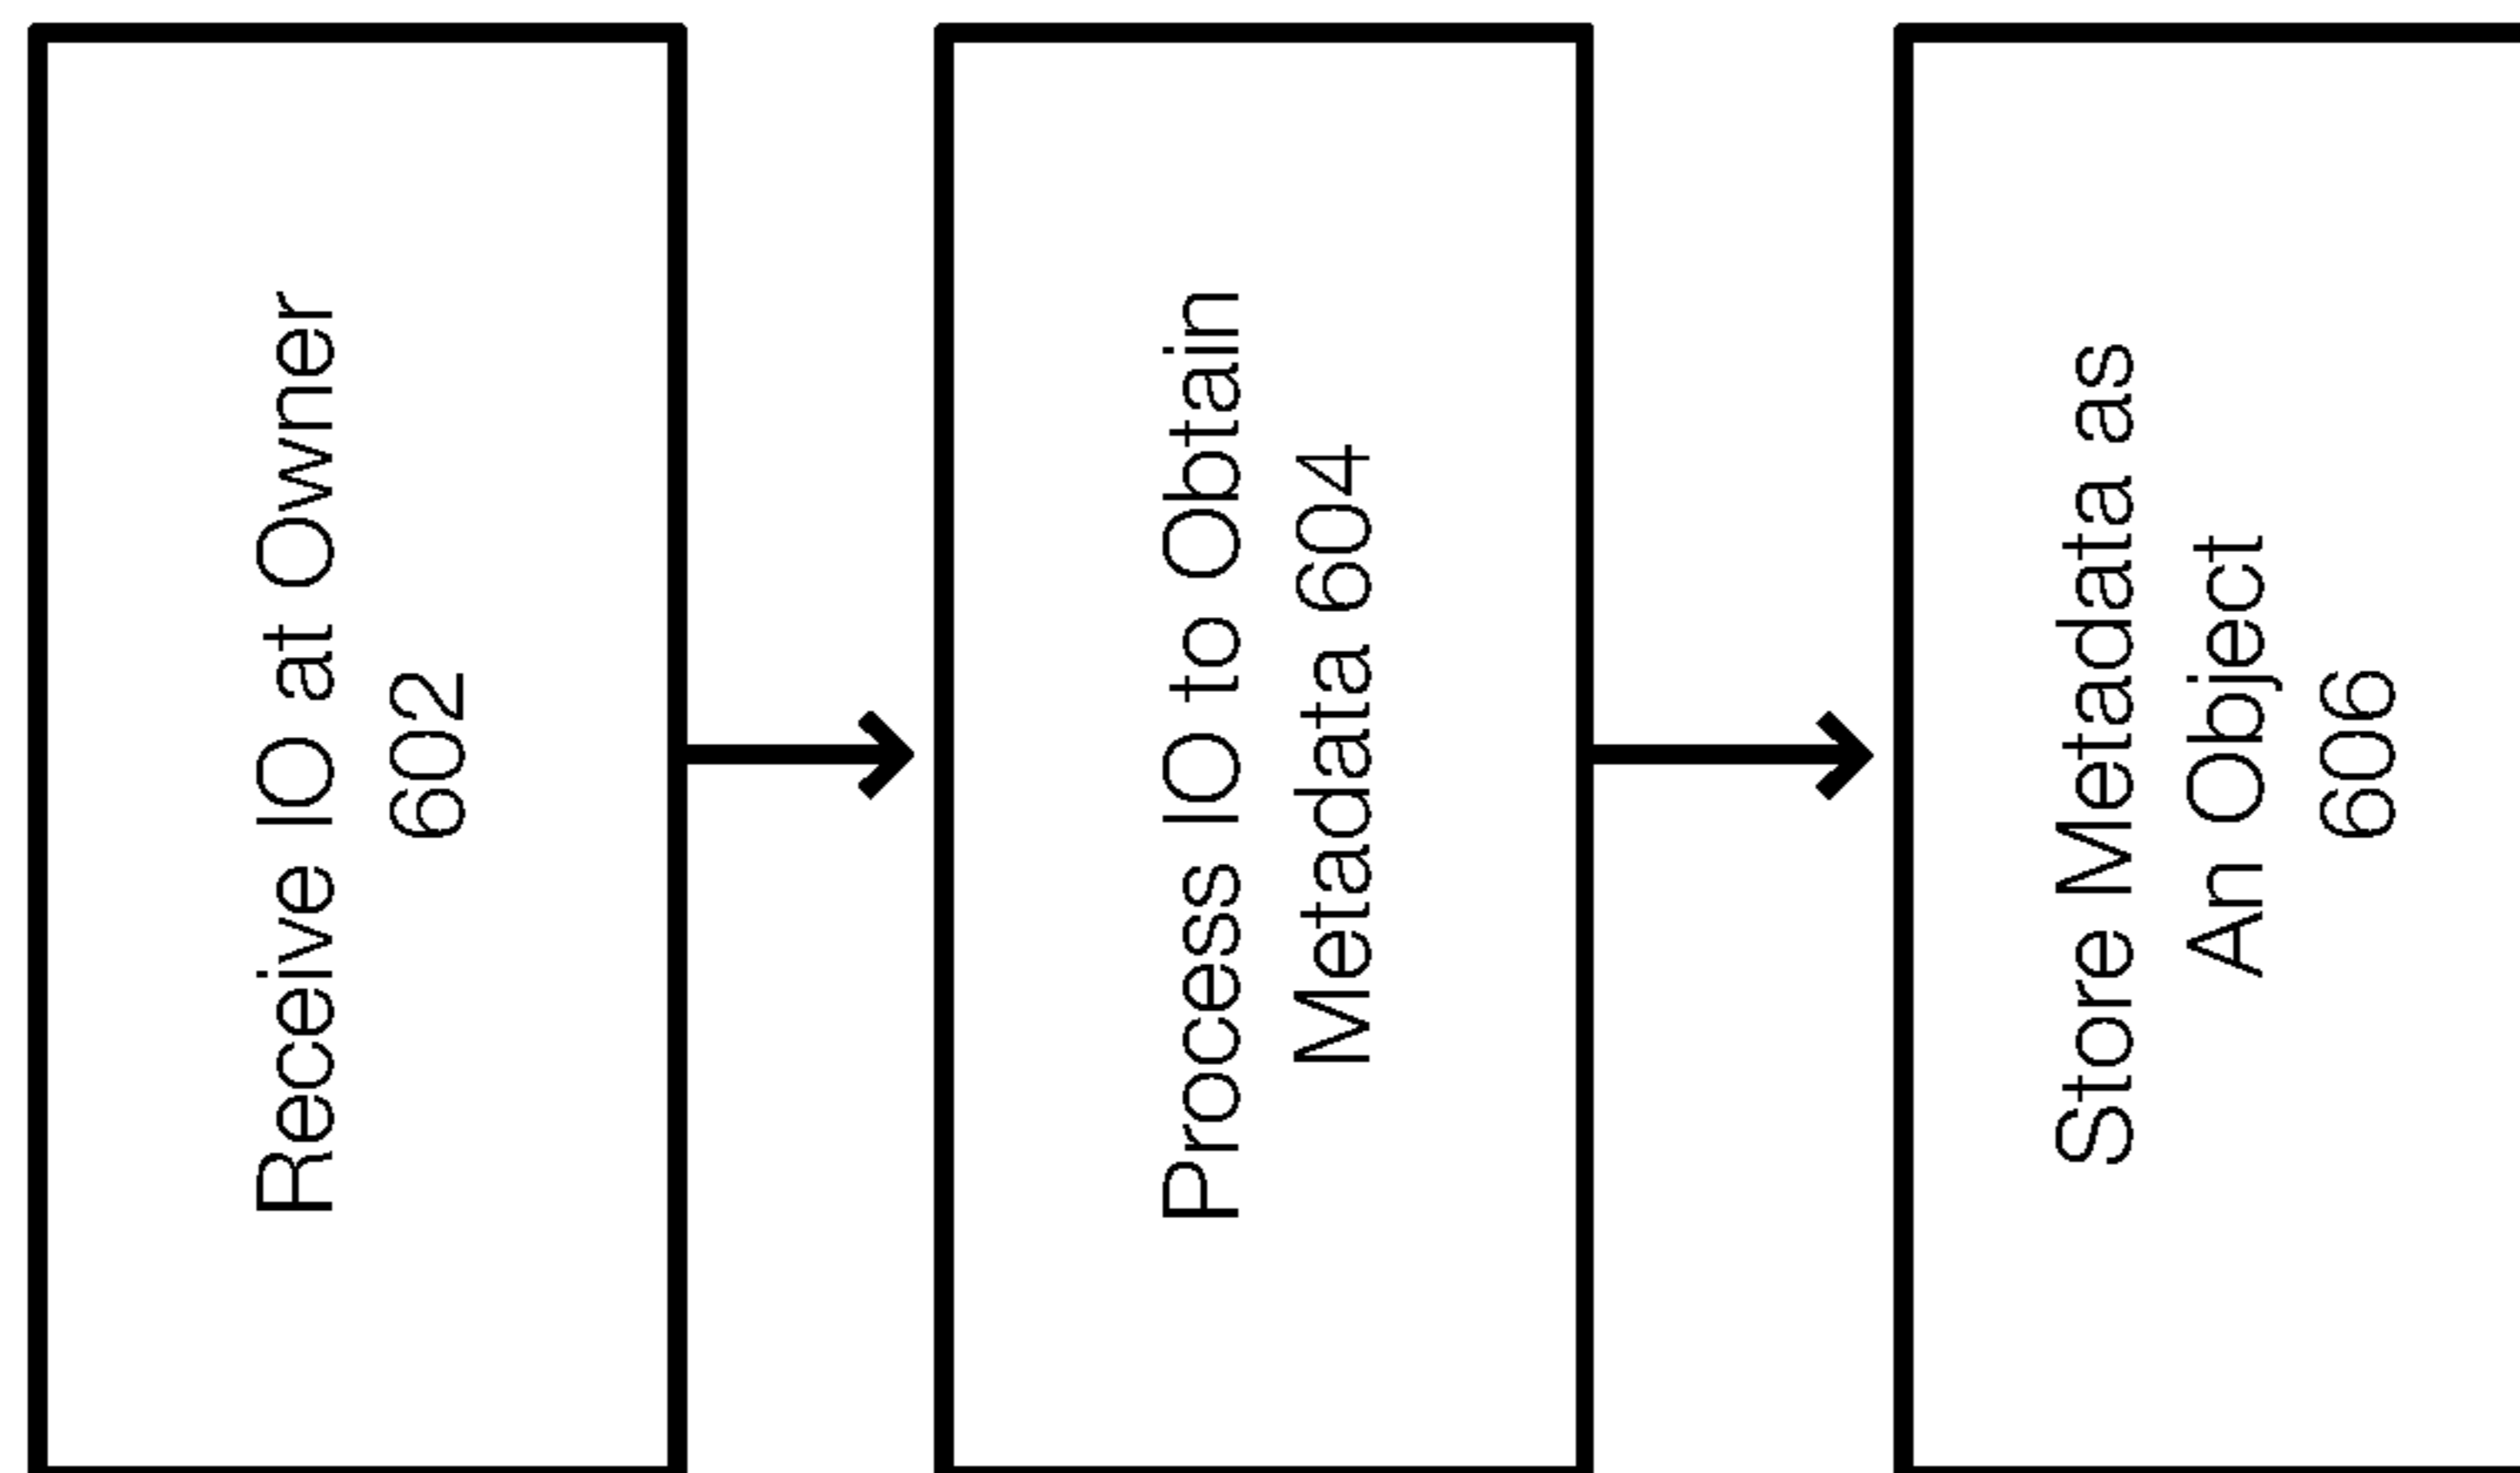 Receive IO at Owner
602
Process IO to Obtain
Metadata 604
Store Metadata as
An Object
606